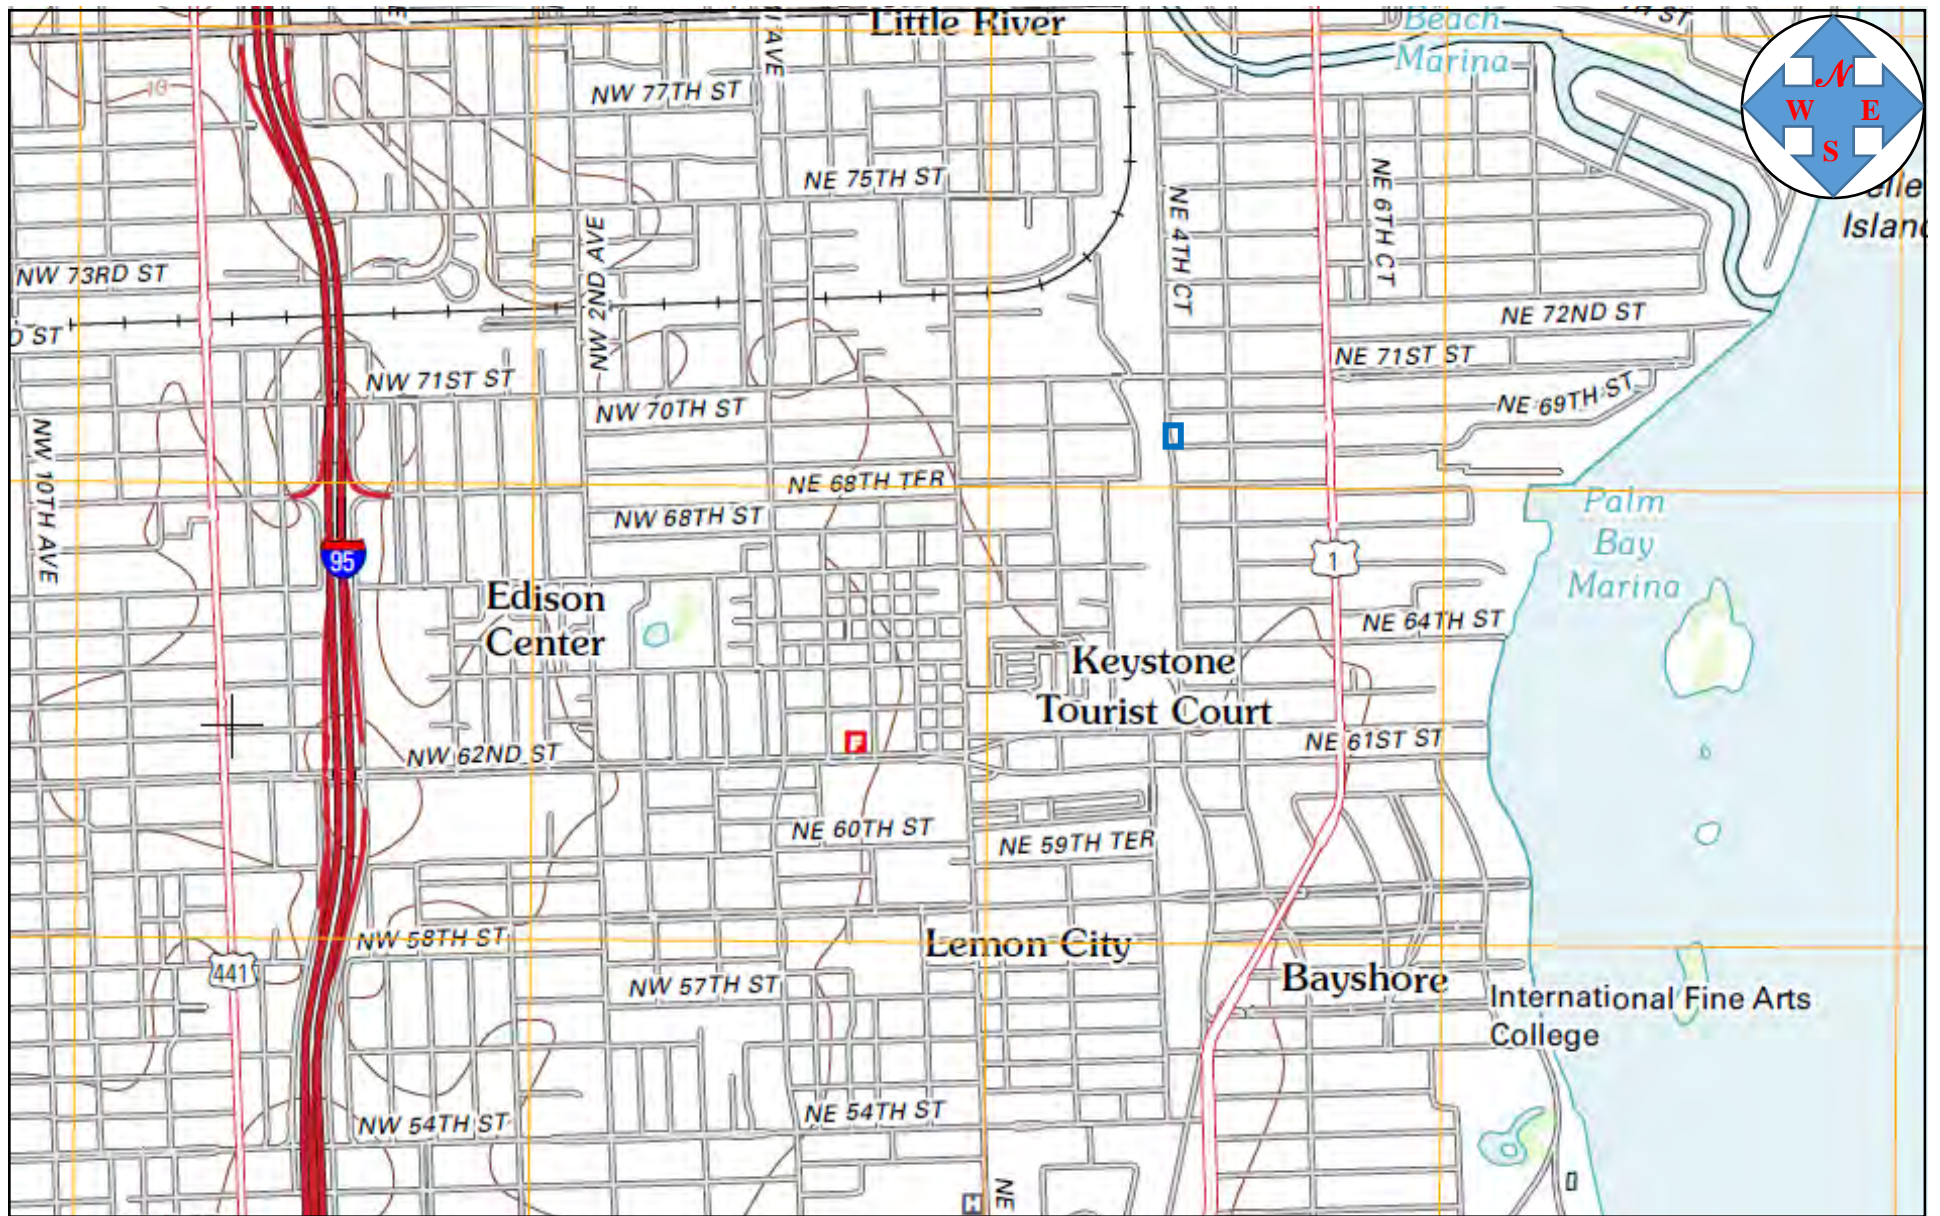 Little River
Beach
Marina
N
W E
S
10
NW 77TH ST
AVE
NE 75TH ST
NE 6TH CT
NE 4TH CT
elle
Island
NW 2ND AVE
NW 73RD ST
NE 72ND ST
ST
NE 71ST ST
NW 71ST ST
NW 70TH ST
NE 69TH ST
NW 10TH AVE
NE 68TH TER
NW 68TH ST
Palm
Bay
Marina
95
1
Edison
Center
NE 64TH ST
Keystone
Tourist Court
F
NW 62ND ST
NE 61ST ST
NE 60TH ST
NE 59TH TER
NW 58TH ST
Lemon City
441
NW 57TH ST
Bayshore
International Fine Arts
College
NW 54TH ST
NE 54TH ST
H
NE